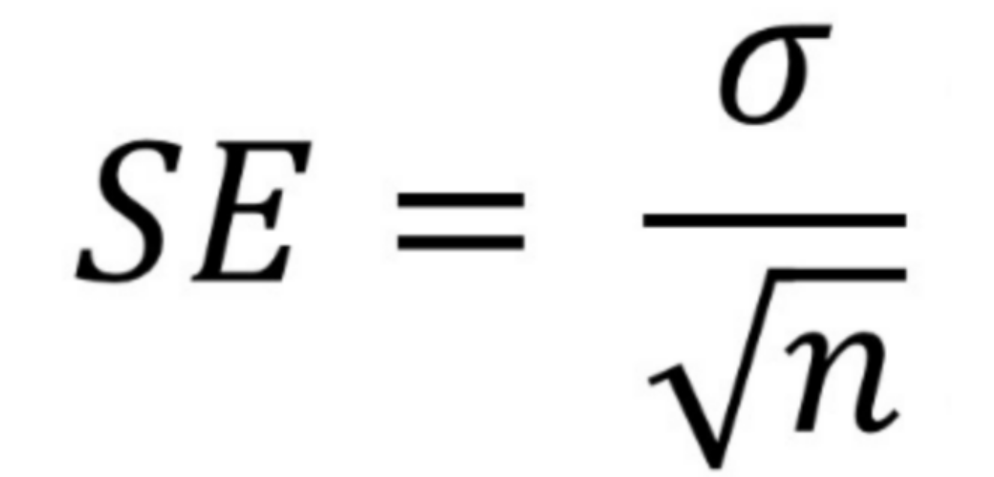 SE = σ / √n